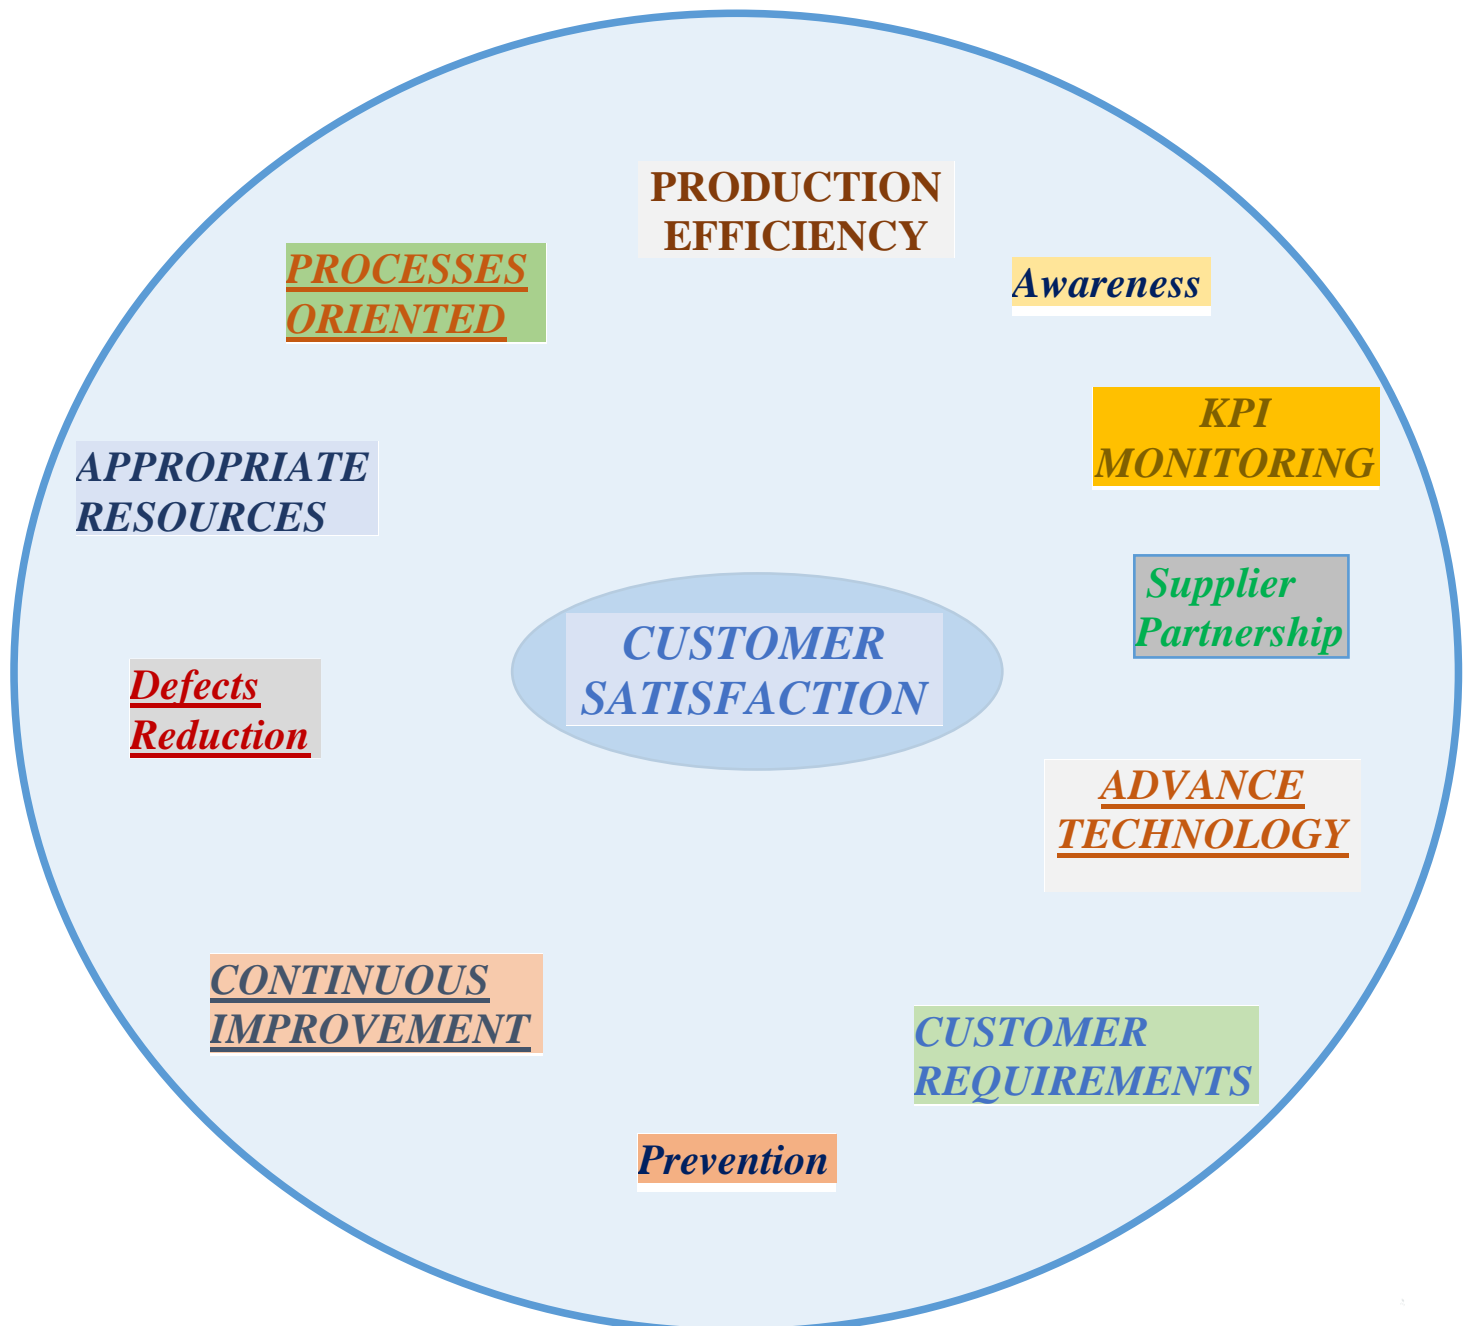 PRODUCTION
EFFICIENCY
PROCESSES
ORIENTED
Awareness
KPI
MONITORING
APPROPRIATE
RESOURCES
Supplier
Partnership
CUSTOMER
SATISFACTION
Defects
Reduction
ADVANCE
TECHNOLOGY
CONTINUOUS
IMPROVEMENT
CUSTOMER
REQUIREMENTS
Prevention